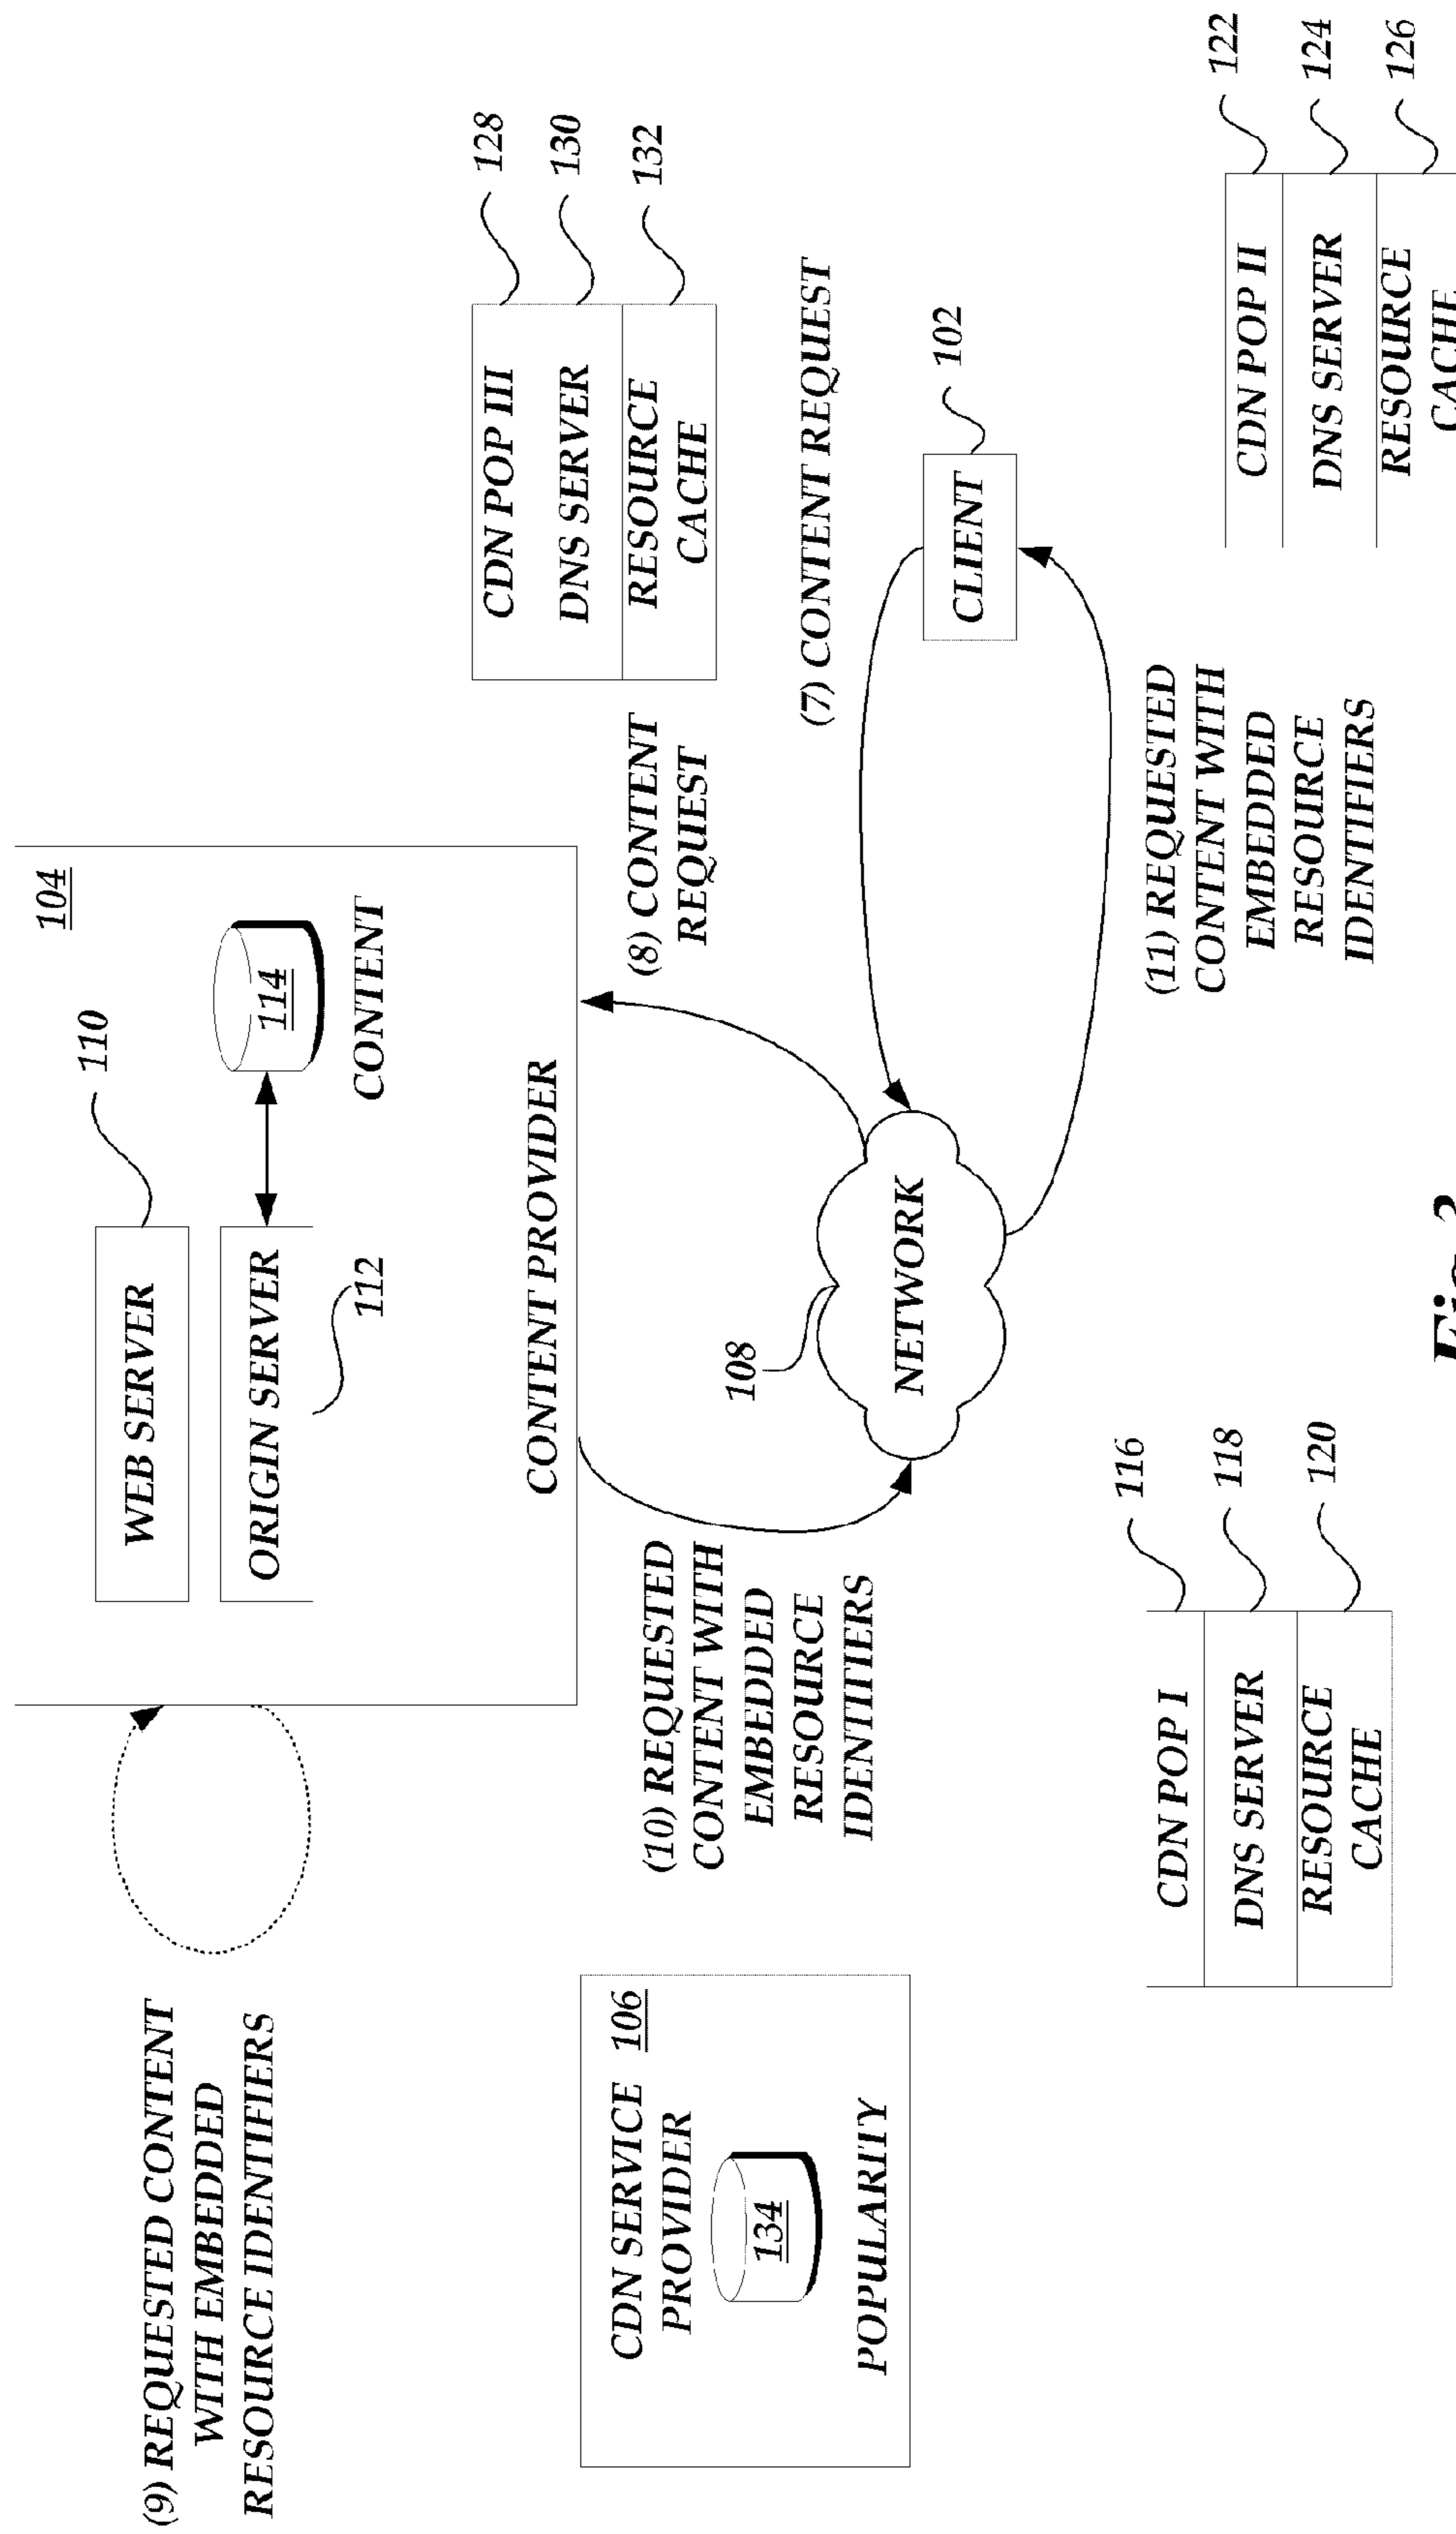 (9) REQUESTED CONTENT
WITH EMBEDDED
RESOURCE IDENTIFIERS
104
WEB SERVER
110
ORIGIN SERVER
112
114
CONTENT
CONTENT PROVIDER
CDN SERVICE
PROVIDER
106
134
POPULARITY
(10) REQUESTED
CONTENT WITH
EMBEDDED
RESOURCE
IDENTIFIERS
(8) CONTENT
REQUEST
CDN POP III
128
DNS SERVER
130
RESOURCE
CACHE
132
108
NETWORK
(7) CONTENT REQUEST
CLIENT
102
(11) REQUESTED
CONTENT WITH
EMBEDDED
RESOURCE
IDENTIFIERS
CDN POP I
116
DNS SERVER
118
RESOURCE
CACHE
120
CDN POP II
122
DNS SERVER
124
RESOURCE
CACHE
126